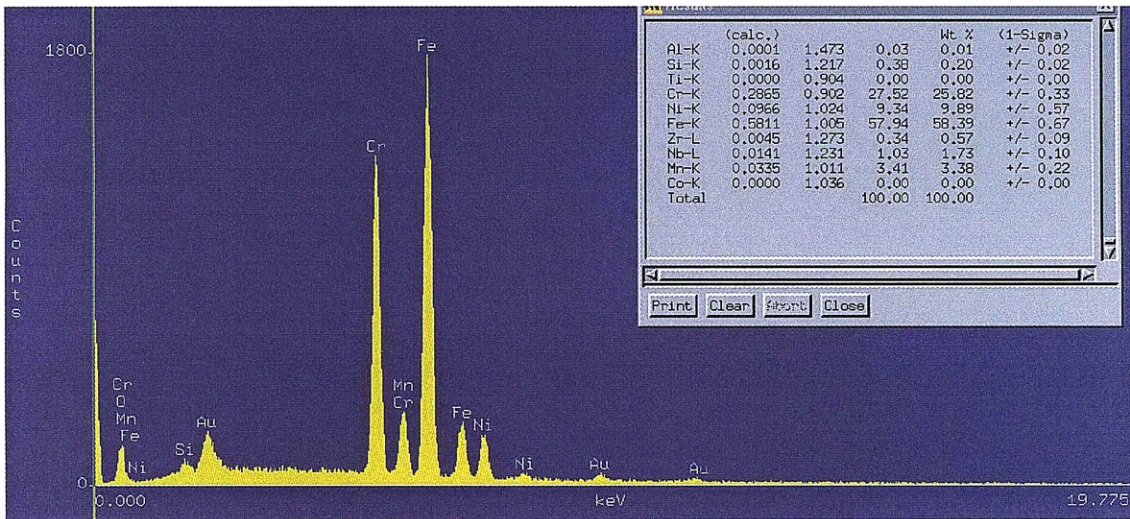 Results
(calc.) Wt % (1-Sigma)
Al-K 0.0001 1.473 0.03 0.01 +/- 0.02
Si-K 0.0016 1.217 0.38 0.20 +/- 0.02
Ti-K 0.0000 0.904 0.00 0.00 +/- 0.00
Cr-K 0.2865 0.902 27.52 25.82 +/- 0.33
Ni-K 0.0966 1.024 9.34 9.89 +/- 0.57
Fe-K 0.5811 1.005 57.94 58.39 +/- 0.67
Zr-L 0.0045 1.273 0.34 0.57 +/- 0.09
Nb-L 0.0141 1.231 1.03 1.73 +/- 0.10
Mn-K 0.0335 1.011 3.41 3.38 +/- 0.22
Co-K 0.0000 1.036 0.00 0.00 +/- 0.00
Total 100.00 100.00
Print Clear Abort Close
1800
Fe
Cr
Counts
Cr
O
Mn
Fe
Ni
Si
Au
Mn
Cr
Fe
Ni
Ni
Au
Au
0
0.000 keV 19.775